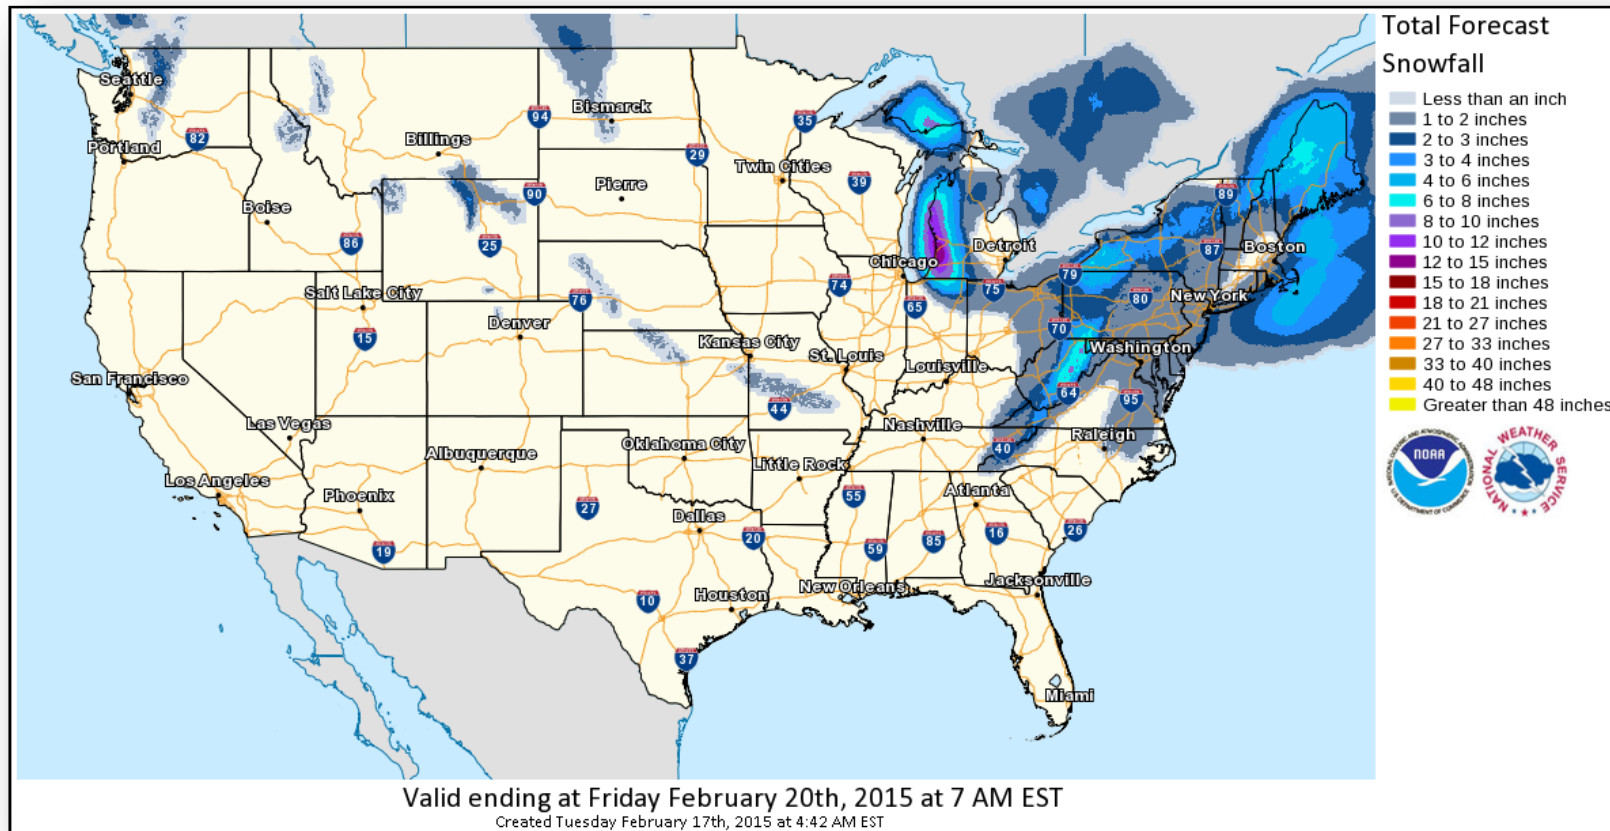 Total Forecast
Snowfall
Less than an inch
1 to 2 inches
2 to 3 inches
3 to 4 inches
4 to 6 inches
6 to 8 inches
8 to 10 inches
10 to 12 inches
12 to 15 inches
15 to 18 inches
18 to 21 inches
21 to 27 inches
27 to 33 inches
33 to 40 inches
40 to 48 inches
Greater than 48 inches
NOAA
NATIONAL WEATHER SERVICE
Seattle
82
Portland
Billings
94
Bismarck
35
29
Twin Cities
39
Pierre
90
Boise
86
25
89
87
Boston
Detroit
Chicago
79
75
80
New York
74
65
76
Salt Lake City
15
Denver
70
Washington
Kansas City
St. Louis
Louisville
64
95
San Francisco
44
Las Vegas
Nashville
40
Raleigh
Albuquerque
Oklahoma City
Little Rock
Los Angeles
Phoenix
27
55
Atlanta
Dallas
20
59
85
16
26
19
10
Houston
New Orleans
Jacksonville
37
Miami
Valid ending at Friday February 20th, 2015 at 7 AM EST
Created Tuesday February 17th, 2015 at 4:42 AM EST